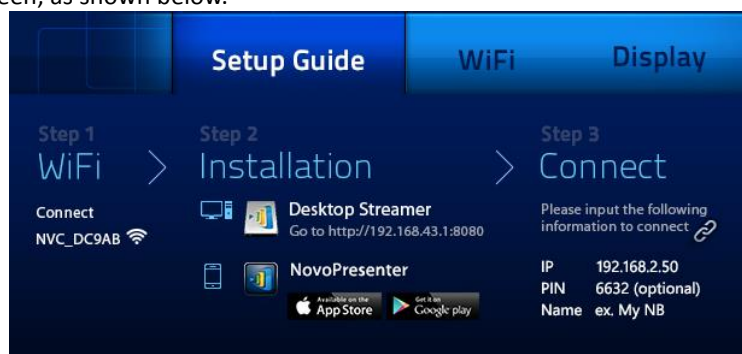 een, as shown below.
Setup Guide
WiFi
Display
Step 1
WiFi
Connect
NVC_DC9AB
Step 2
Installation
Desktop Streamer
Go to http://192.168.43.1:8080
NovoPresenter
Available on the
App Store
Get it on
Google play
Step 3
Connect
Please input the following
information to connect
IP 192.168.2.50
PIN 6632 (optional)
Name ex. My NB